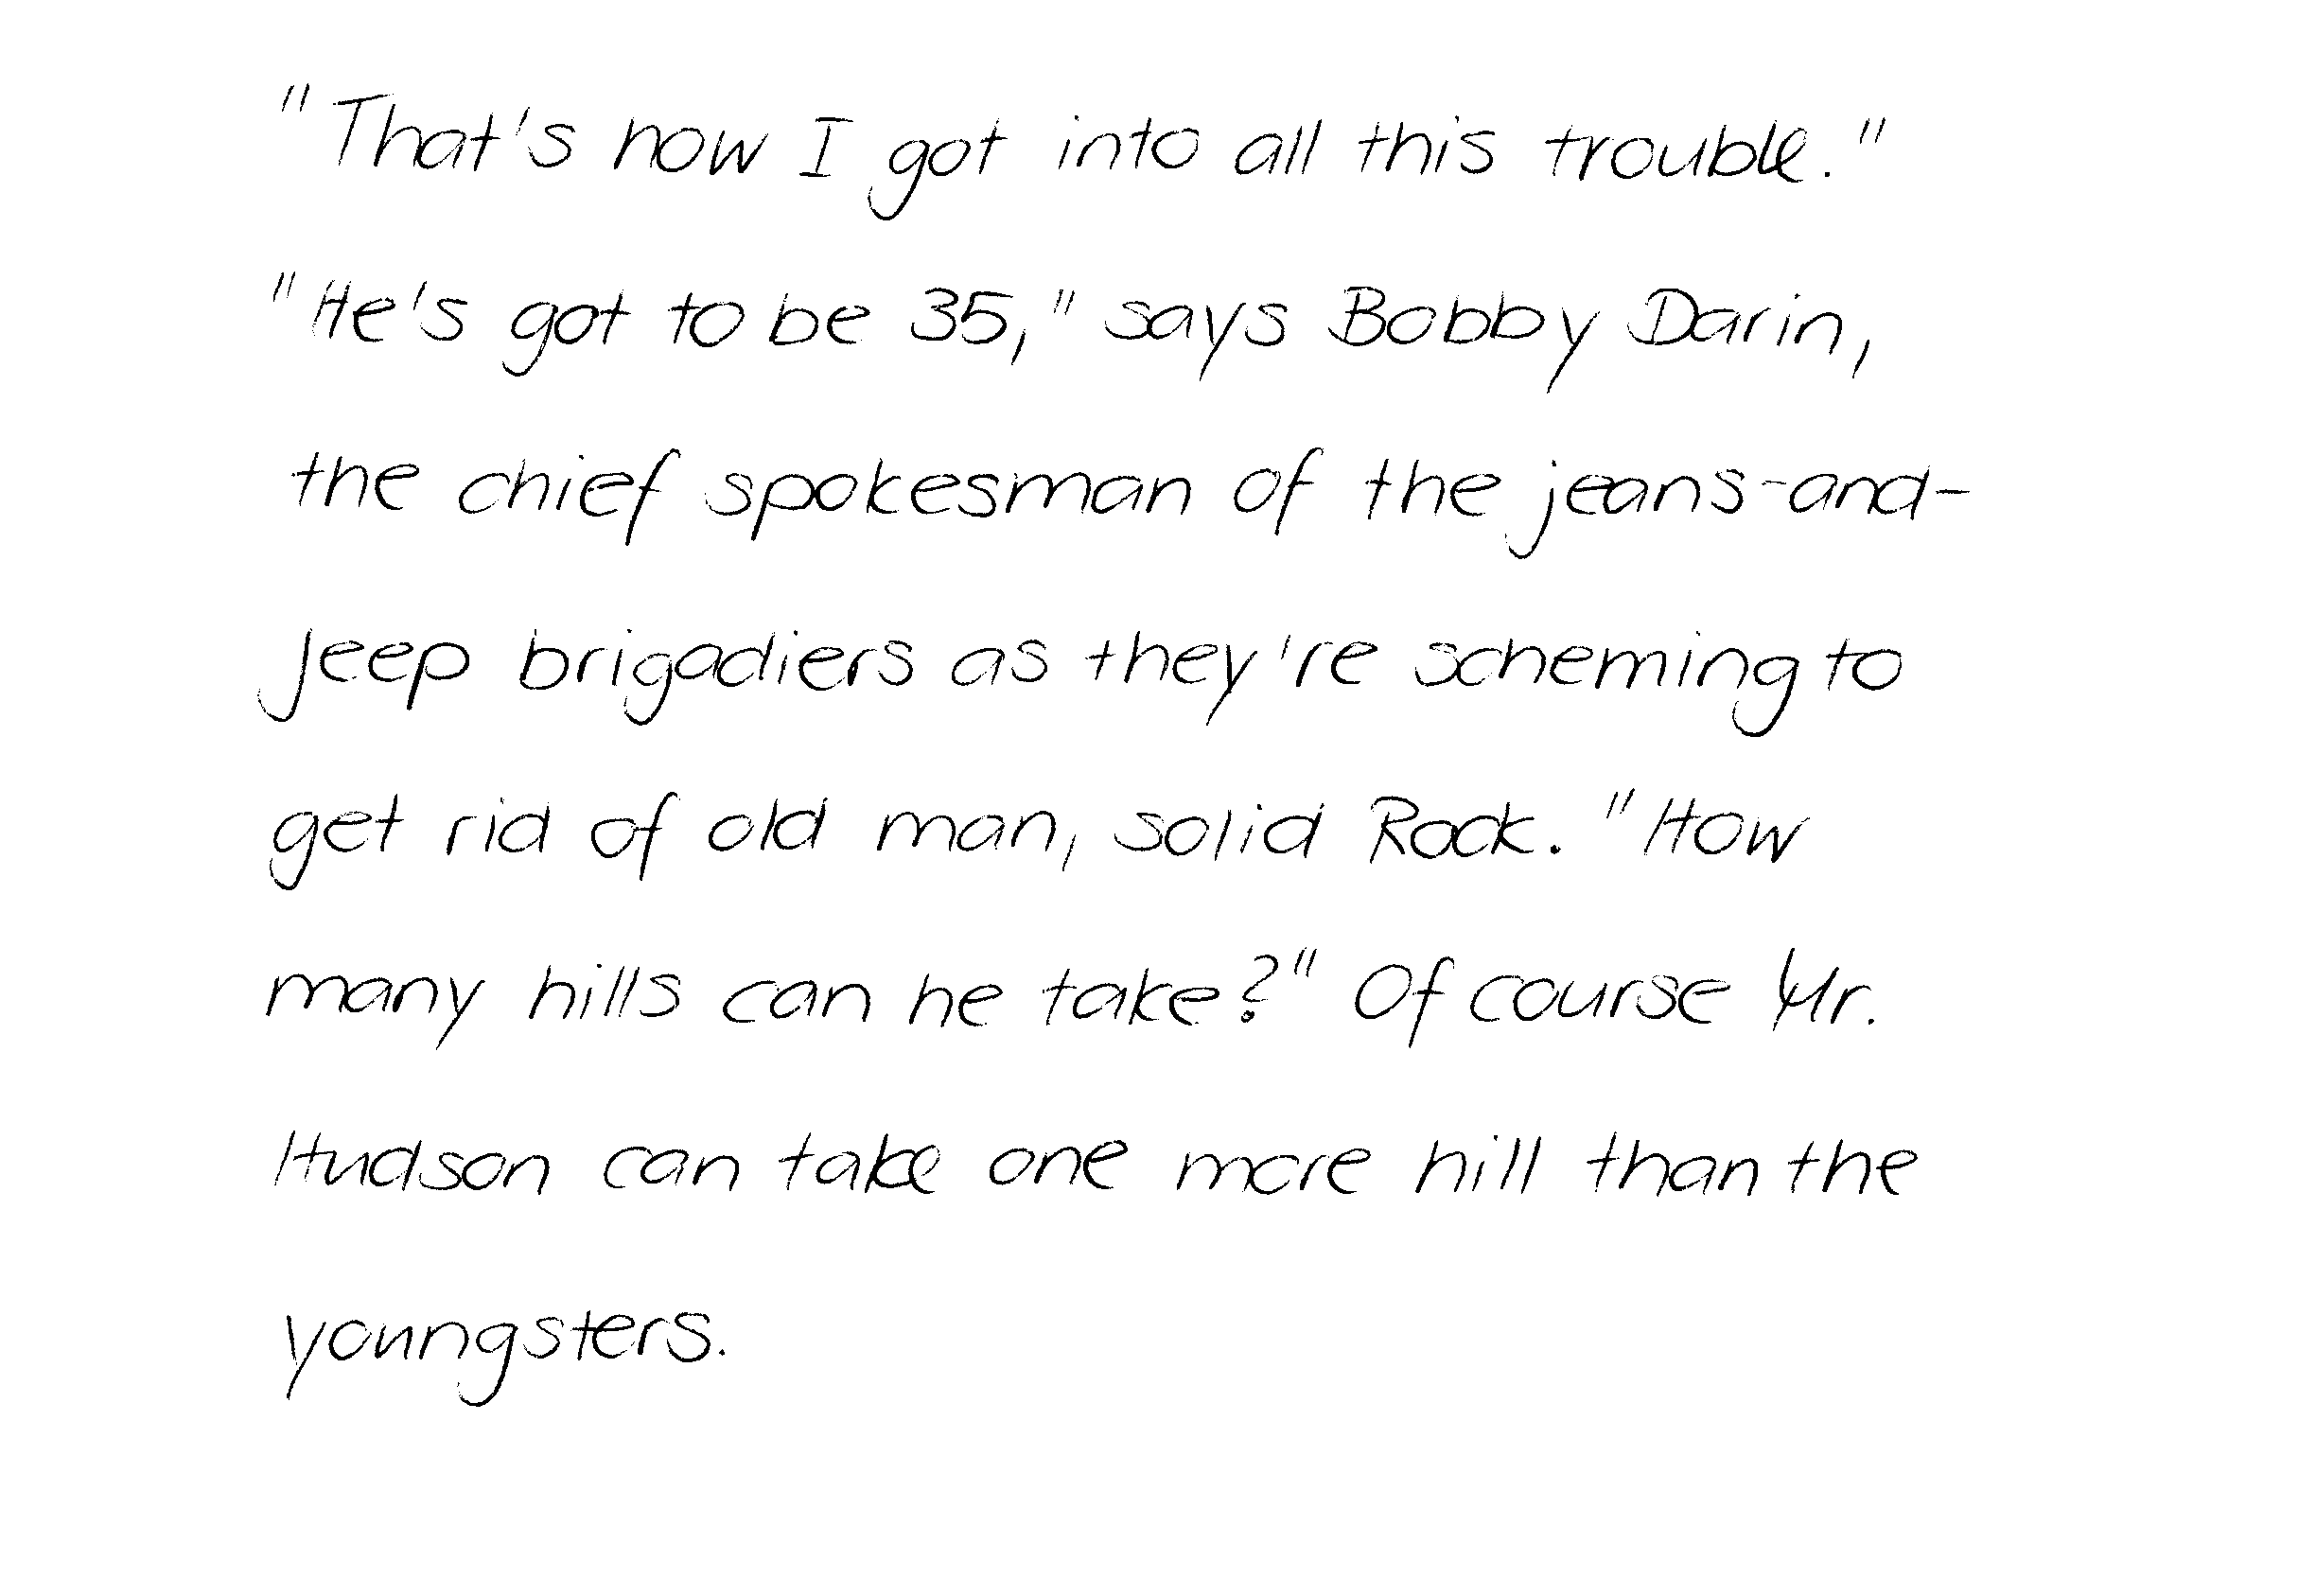 "That's how I got into all this trouble."
"He's got to be 35," says Bobby Darin,
the chief spokesman of the jeans-and-
jeep brigadiers as they're scheming to
get rid of old man, solid Rock. "How
many hills can he take?" Of course Mr.
Hudson can take one more hill than the
youngsters.